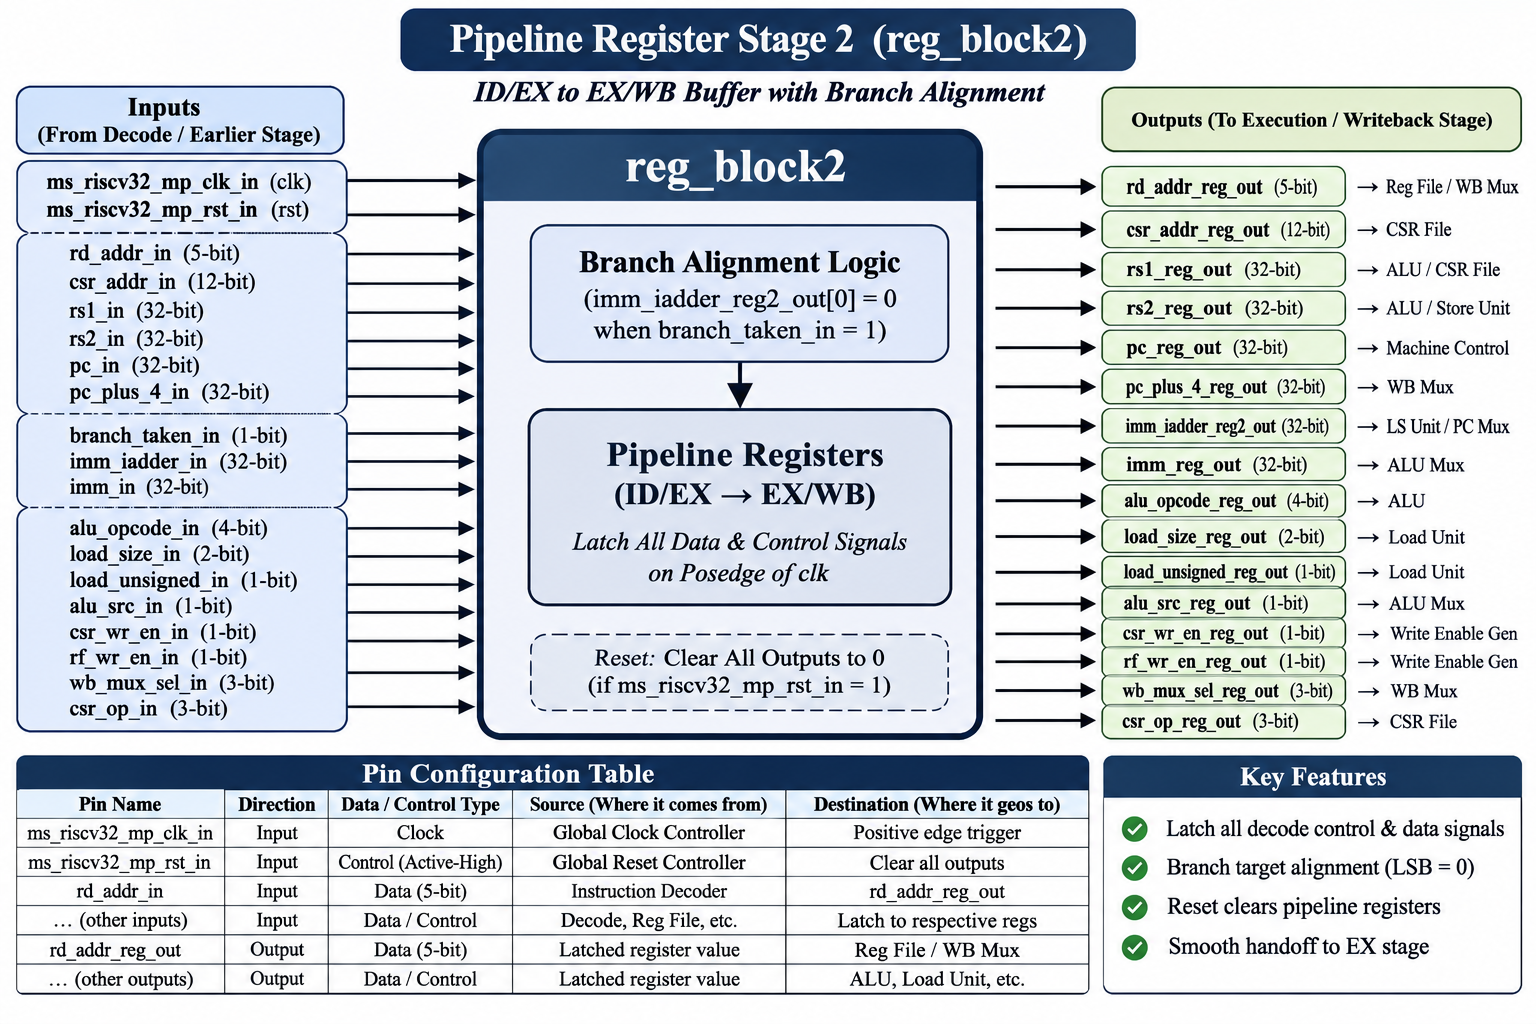 Pipeline Register Stage 2 (reg_block2)
ID/EX to EX/WB Buffer with Branch Alignment
Inputs
(From Decode / Earlier Stage)
ms_riscv32_mp_clk_in (clk)
ms_riscv32_mp_rst_in (rst)
rd_addr_in (5-bit)
csr_addr_in (12-bit)
rs1_in (32-bit)
rs2_in (32-bit)
pc_in (32-bit)
pc_plus_4_in (32-bit)
branch_taken_in (1-bit)
imm_iadder_in (32-bit)
imm_in (32-bit)
alu_opcode_in (4-bit)
load_size_in (2-bit)
load_unsigned_in (1-bit)
alu_src_in (1-bit)
csr_wr_en_in (1-bit)
rf_wr_en_in (1-bit)
wb_mux_sel_in (3-bit)
csr_op_in (3-bit)
reg_block2
Branch Alignment Logic
(imm_iadder_reg2_out[0] = 0
when branch_taken_in = 1)
Pipeline Registers
(ID/EX → EX/WB)
Latch All Data & Control Signals
on Posedge of clk
Reset: Clear All Outputs to 0
(if ms_riscv32_mp_rst_in = 1)
Outputs (To Execution / Writeback Stage)
rd_addr_reg_out (5-bit) → Reg File / WB Mux
csr_addr_reg_out (12-bit) → CSR File
rs1_reg_out (32-bit) → ALU / CSR File
rs2_reg_out (32-bit) → ALU / Store Unit
pc_reg_out (32-bit) → Machine Control
pc_plus_4_reg_out (32-bit) → WB Mux
imm_iadder_reg2_out (32-bit) → LS Unit / PC Mux
imm_reg_out (32-bit) → ALU Mux
alu_opcode_reg_out (4-bit) → ALU
load_size_reg_out (2-bit) → Load Unit
load_unsigned_reg_out (1-bit) → Load Unit
alu_src_reg_out (1-bit) → ALU Mux
csr_wr_en_reg_out (1-bit) → Write Enable Gen
rf_wr_en_reg_out (1-bit) → Write Enable Gen
wb_mux_sel_reg_out (3-bit) → WB Mux
csr_op_reg_out (3-bit) → CSR File
Pin Configuration Table
Pin Name Direction Data / Control Type Source (Where it comes from) Destination (Where it geos to)
ms_riscv32_mp_clk_in Input Clock Global Clock Controller Positive edge trigger
ms_riscv32_mp_rst_in Input Control (Active-High) Global Reset Controller Clear all outputs
rd_addr_in Input Data (5-bit) Instruction Decoder rd_addr_reg_out
… (other inputs) Input Data / Control Decode, Reg File, etc. Latch to respective regs
rd_addr_reg_out Output Data (5-bit) Latched register value Reg File / WB Mux
… (other outputs) Output Data / Control Latched register value ALU, Load Unit, etc.
Key Features
Latch all decode control & data signals
Branch target alignment (LSB = 0)
Reset clears pipeline registers
Smooth handoff to EX stage